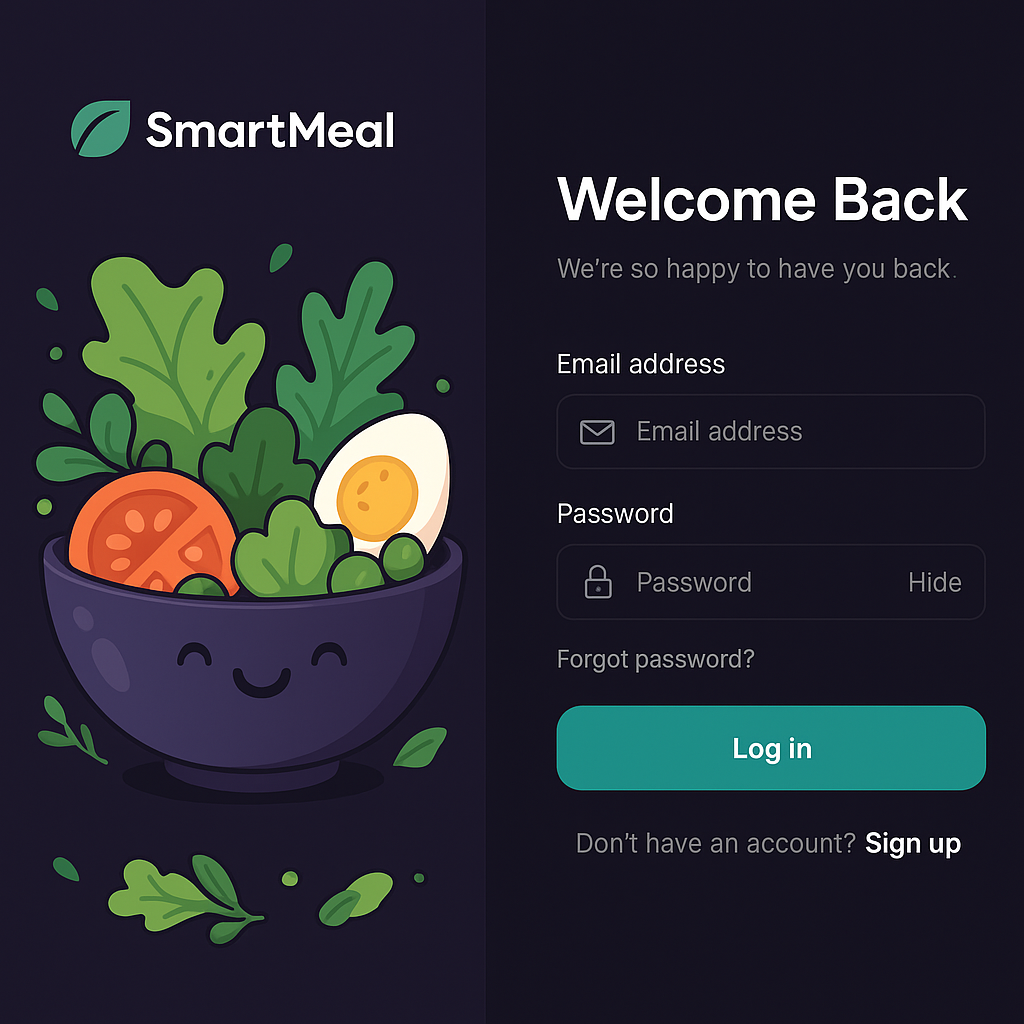 SmartMeal
Welcome Back
We’re so happy to have you back.
Email address
Email address
Password
Password Hide
Forgot password?
Log in
Don’t have an account? Sign up